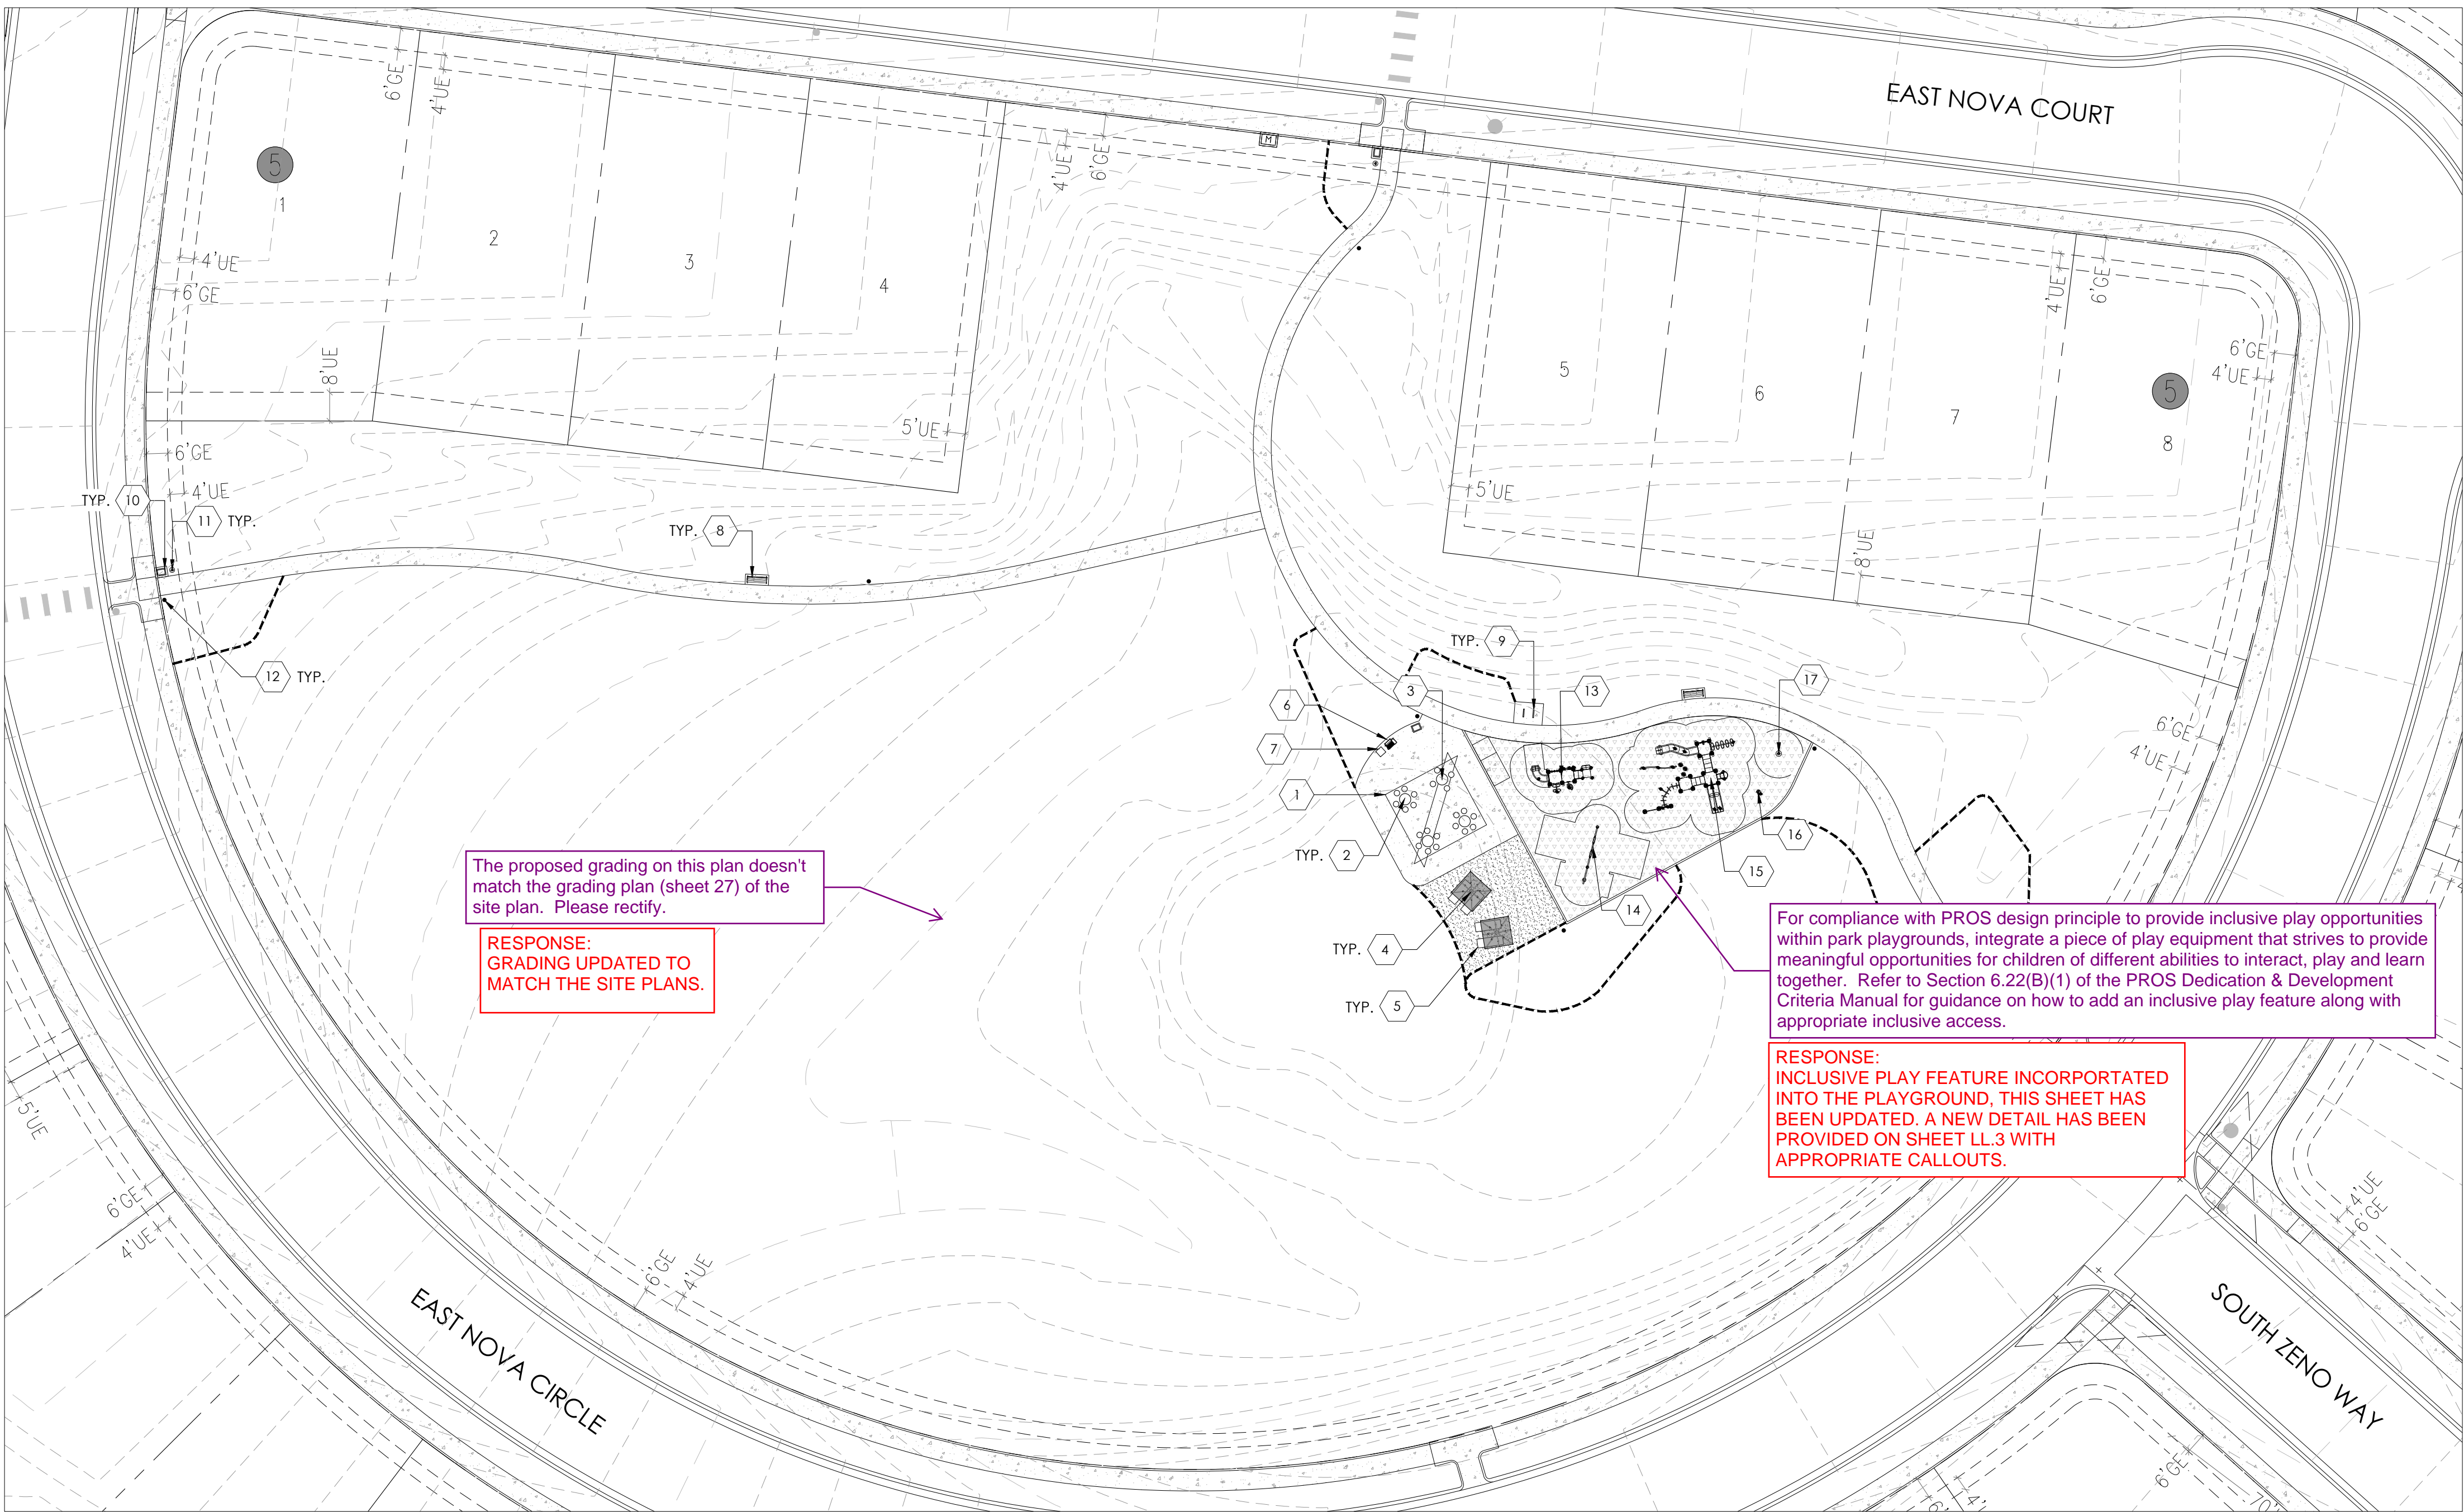 EAST NOVA COURT
6'GE
4'UE
5
1
2
3
4
4'UE
6'GE
M
4'UE
6'GE
8'UE
5'UE
6'GE
4'UE
TYP. 10
11 TYP.
TYP. 8
12 TYP.
5
6
7
5
8
4'UE
6'GE
6'GE
4'UE
5'UE
8'UE
6'GE
4'UE
TYP. 9
3
13
17
6
7
1
TYP. 2
16
15
14
TYP. 4
TYP. 5
The proposed grading on this plan doesn't
match the grading plan (sheet 27) of the
site plan. Please rectify.
RESPONSE:
GRADING UPDATED TO
MATCH THE SITE PLANS.
For compliance with PROS design principle to provide inclusive play opportunities
within park playgrounds, integrate a piece of play equipment that strives to provide
meaningful opportunities for children of different abilities to interact, play and learn
together. Refer to Section 6.22(B)(1) of the PROS Dedication & Development
Criteria Manual for guidance on how to add an inclusive play feature along with
appropriate inclusive access.
RESPONSE:
INCLUSIVE PLAY FEATURE INCORPORTATED
INTO THE PLAYGROUND, THIS SHEET HAS
BEEN UPDATED. A NEW DETAIL HAS BEEN
PROVIDED ON SHEET LL.3 WITH
APPROPRIATE CALLOUTS.
5'UE
6'GE
4'UE
6'GE
4'UE
EAST NOVA CIRCLE
4'UE
6'GE
SOUTH ZENO WAY
6'GE